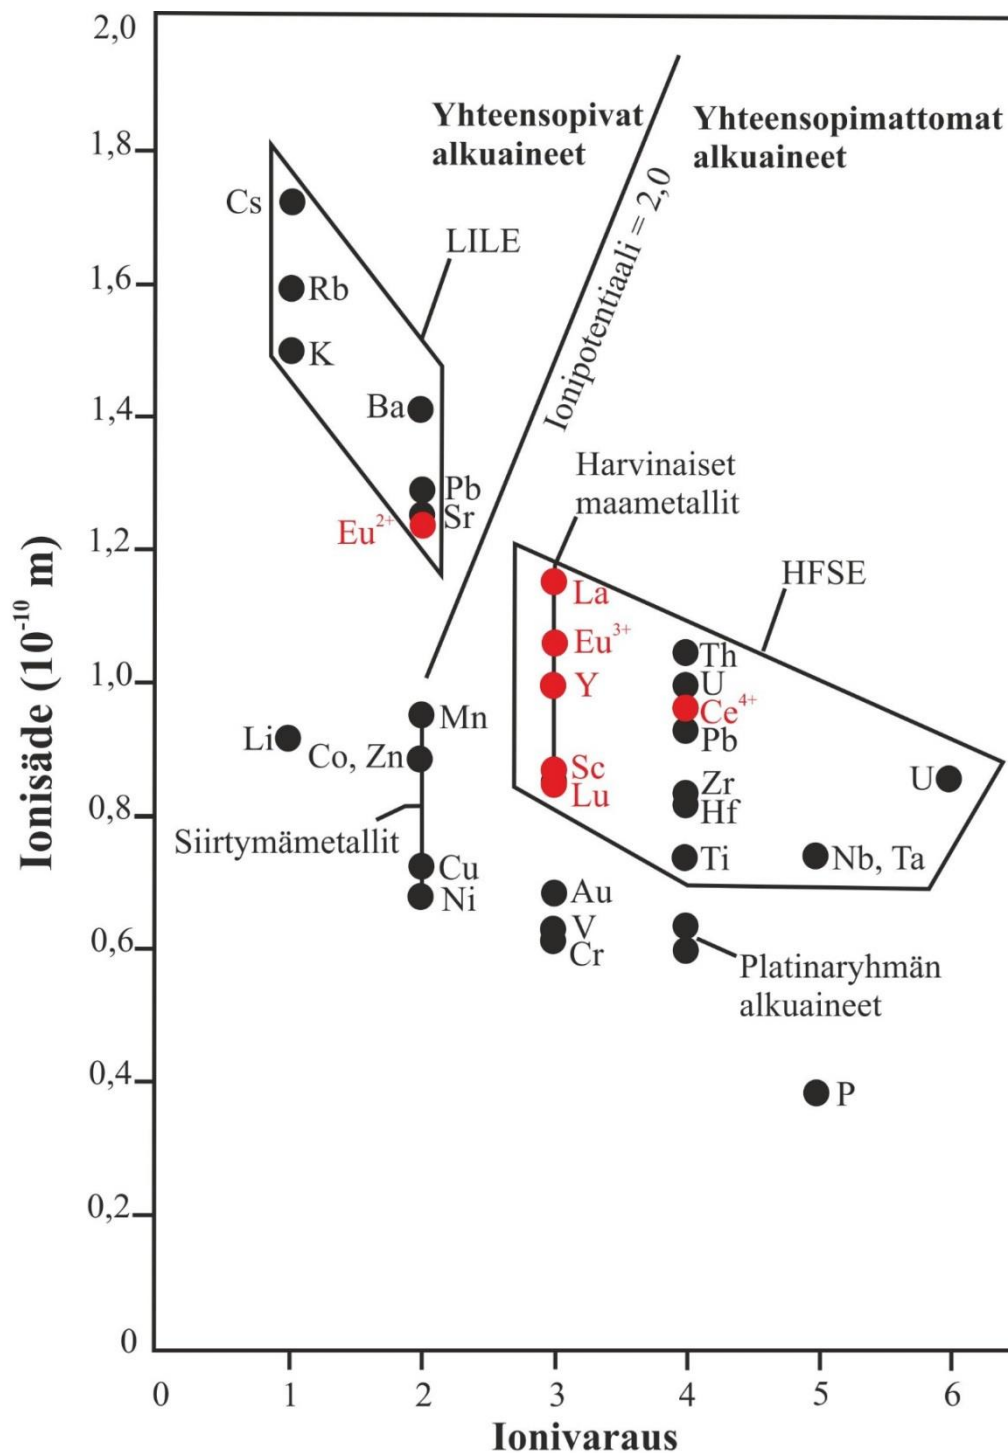 2,0
1,8
1,6
1,4
1,2
1,0
0,8
0,6
0,4
0,2
0
Ionisäde (10⁻¹⁰ m)
Yhteensopivat
alkuaineet
Yhteensopimattomat
alkuaineet
Ionipotentiaali = 2,0
LILE
Cs
Rb
K
Ba
Pb
Sr
Eu²⁺
Harvinaiset
maametallit
HFSE
La
Eu³⁺
Y
Sc
Lu
Th
U
Ce⁴⁺
Pb
Zr
Hf
Ti
U
Nb, Ta
Li
Mn
Co, Zn
Siirtymämetallit
Cu
Ni
Au
V
Cr
Platinaryhmän
alkuaineet
P
0 1 2 3 4 5 6
Ionivaraus